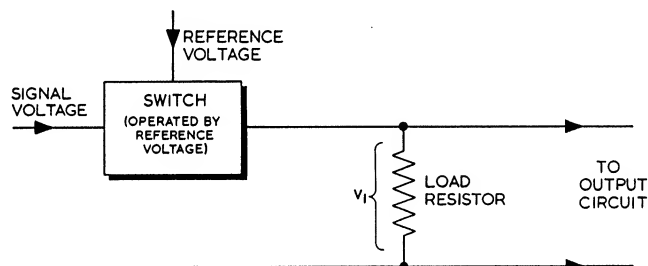 REFERENCE
VOLTAGE
SIGNAL
VOLTAGE
SWITCH
(OPERATED BY
REFERENCE
VOLTAGE)
V1
LOAD
RESISTOR
TO
OUTPUT
CIRCUIT